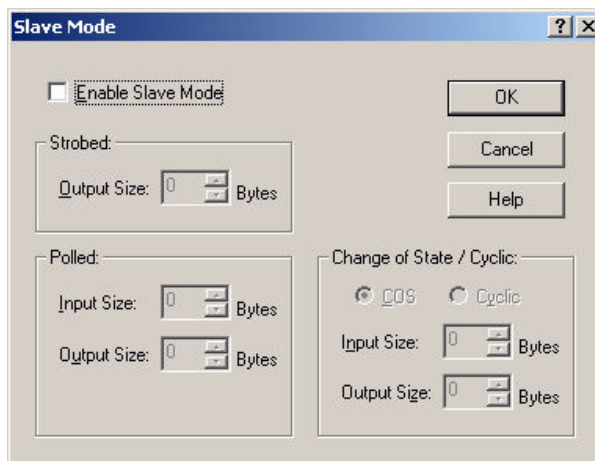 Slave Mode
Enable Slave Mode
OK
Strobed:
Output Size: 0 Bytes
Cancel
Help
Polled:
Input Size: 0 Bytes
Output Size: 0 Bytes
Change of State / Cyclic:
COS Cyclic
Input Size: 0 Bytes
Output Size: 0 Bytes